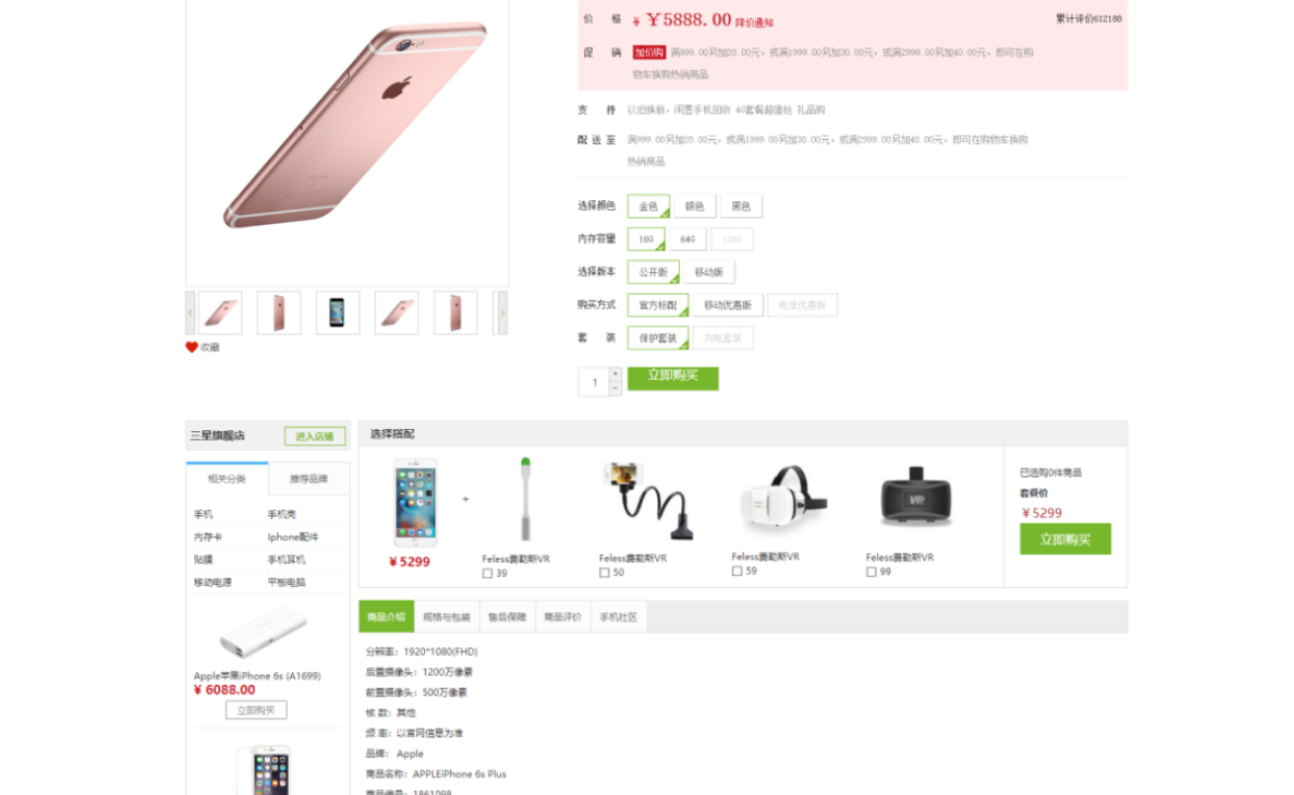 价 格 ¥ ¥5888.00 降价通知
累计评价612188
促 销 加价购 满999.00另加20.00元，或满1999.00另加30.00元，或满2999.00另加40.00元，即可在购
物车换购热销商品
支 持 以旧换新，闲置手机回收 4G套餐超值抢 礼品购
配 送 至 满999.00另加20.00元，或满1999.00另加30.00元，或满2999.00另加40.00元，即可在购物车换购
热销商品
选择颜色 金色 银色 黑色
内存容量 16G 64G 128G
选择版本 公开版 移动版
购买方式 官方标配 移动优惠版 电信优惠版
套 装 保护套装 充电套装
收藏
1 + − 立即购买
三星旗舰店 进入店铺
相关分类 推荐品牌
手机 手机壳
内存卡 Iphone配件
贴膜 手机耳机
移动电源 平板电脑
Apple苹果iPhone 6s (A1699)
¥ 6088.00
立即购买
选择搭配
¥5299
+
Feless费勒斯VR
39
Feless费勒斯VR
50
Feless费勒斯VR
59
VIP
Feless费勒斯VR
99
已选购0件商品
套餐价
¥5299
立即购买
商品介绍 规格与包装 售后保障 商品评价 手机社区
分辨率：1920*1080(FHD)
后置摄像头：1200万像素
前置摄像头：500万像素
核 数：其他
频 率：以官网信息为准
品牌： Apple
商品名称：APPLEiPhone 6s Plus
商品编号：1861098